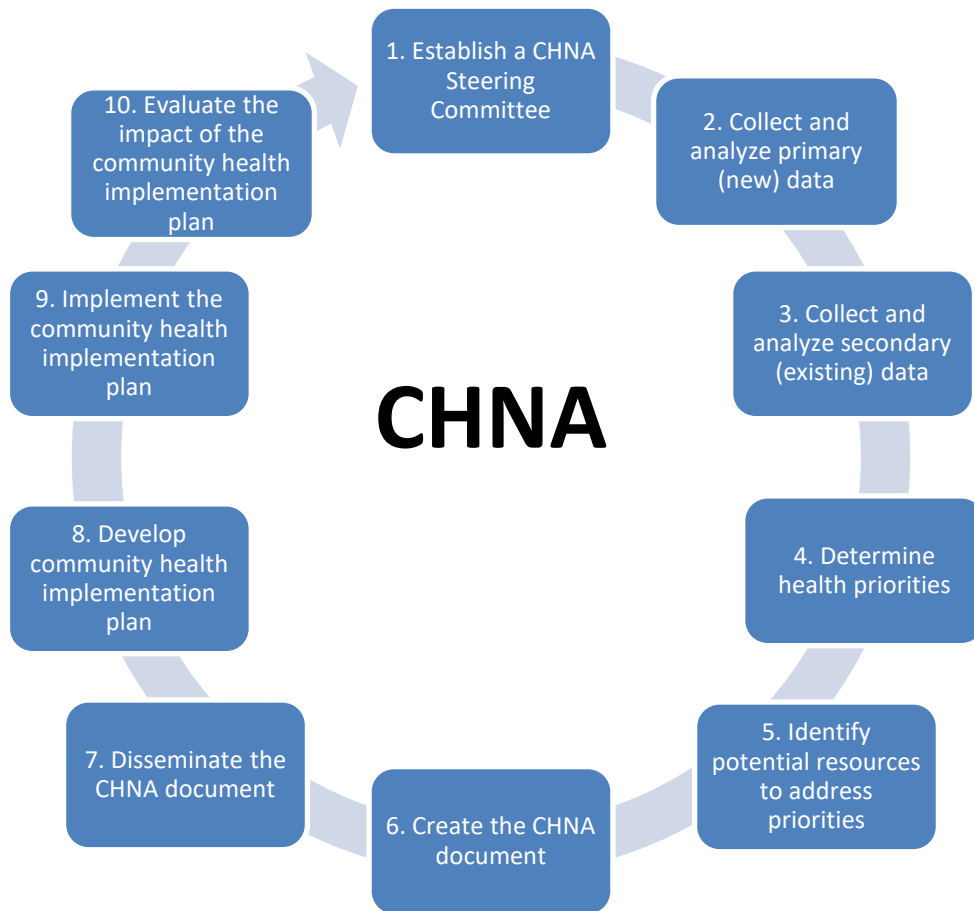 1. Establish a CHNA
Steering
Committee
2. Collect and
analyze primary
(new) data
3. Collect and
analyze secondary
(existing) data
4. Determine
health priorities
5. Identify
potential resources
to address
priorities
6. Create the CHNA
document
7. Disseminate the
CHNA document
8. Develop
community health
implementation
plan
9. Implement the
community health
implementation
plan
10. Evaluate the
impact of the
community health
implementation
plan
CHNA